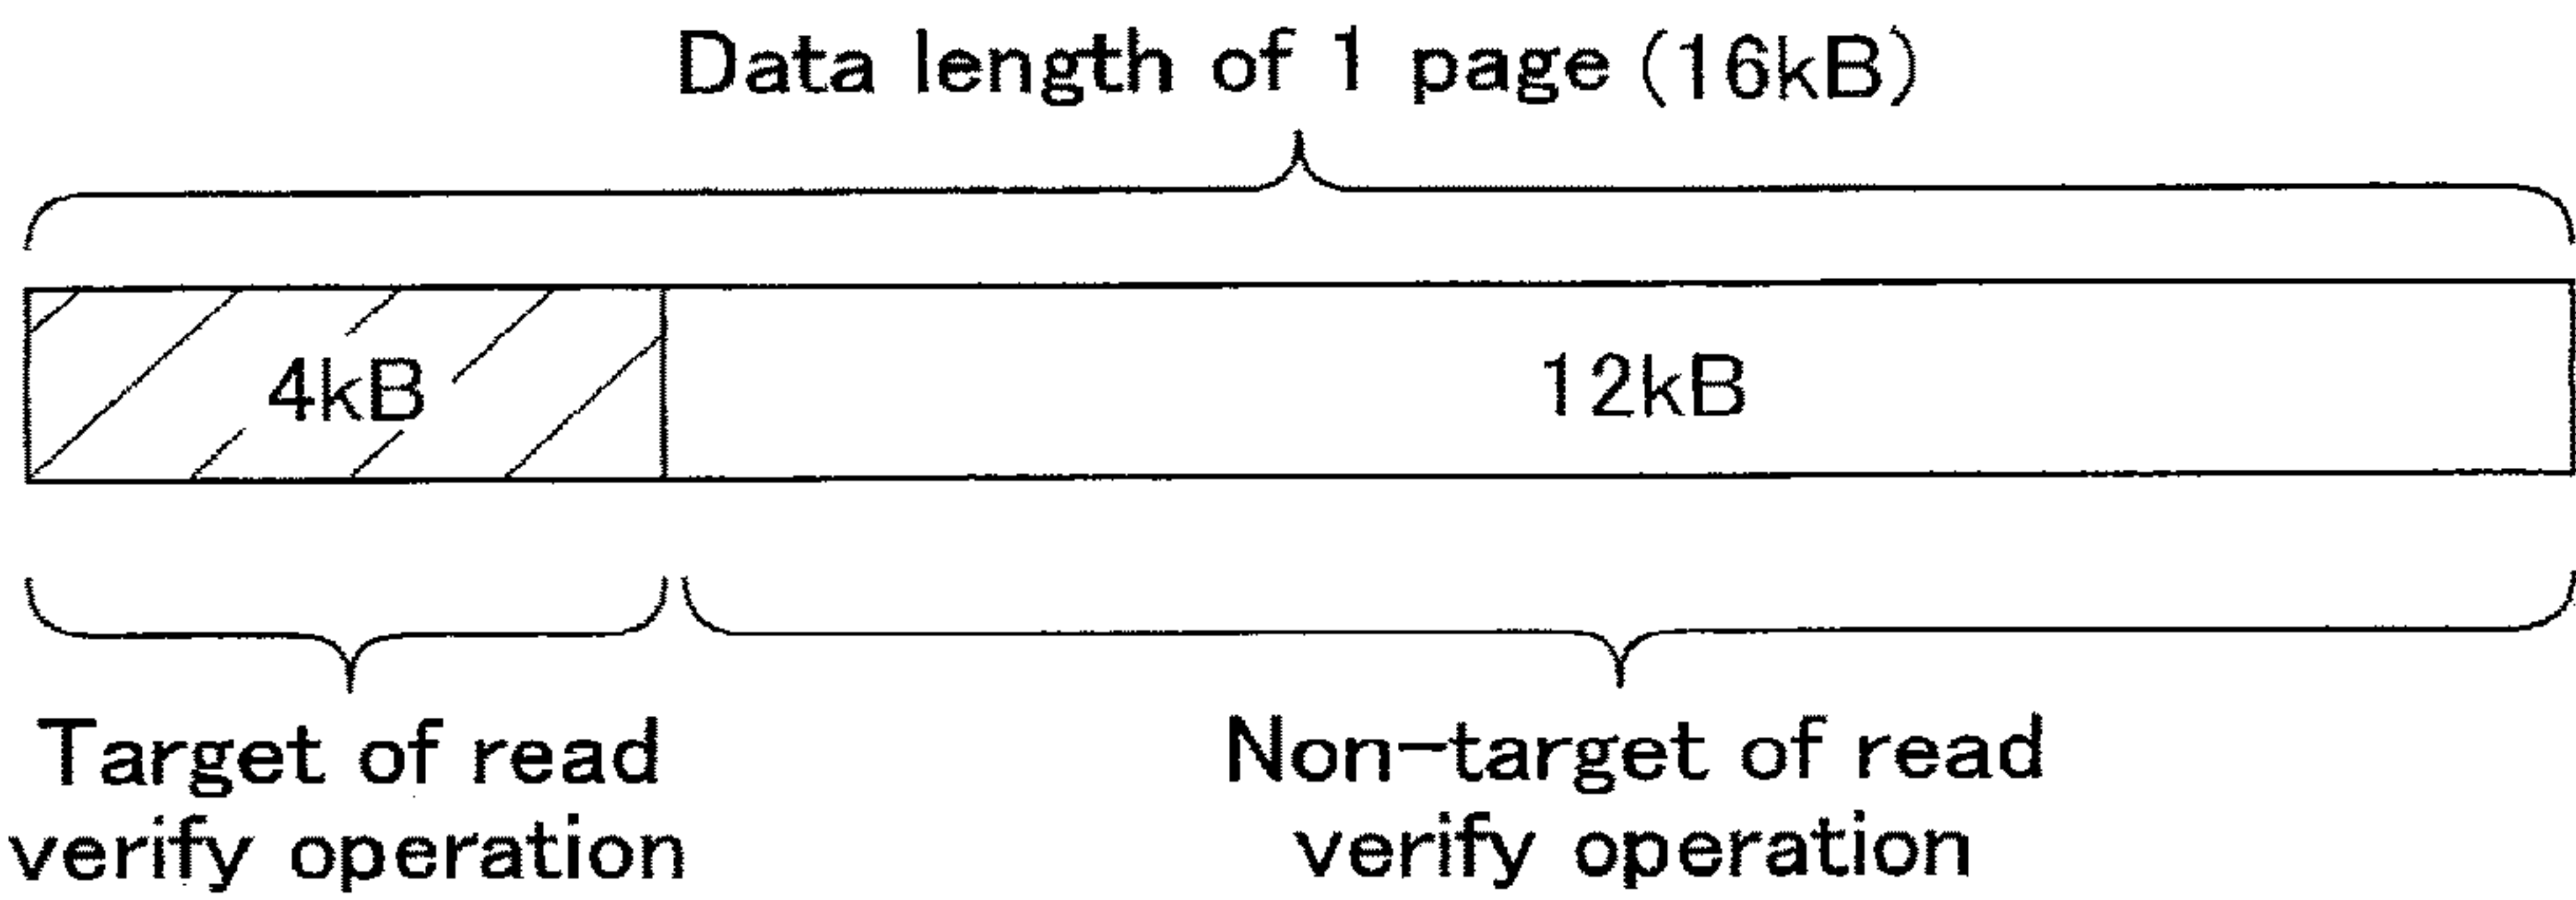 Data length of 1 page (16kB)
4kB
12kB
Target of read
verify operation
Non-target of read
verify operation